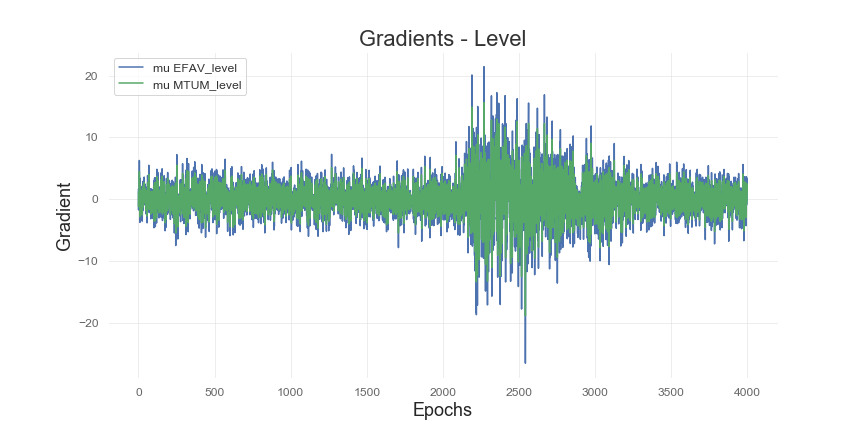 Gradients - Level
mu EFAV_level
mu MTUM_level
Gradient
20
10
0
−10
−20
0 500 1000 1500 2000 2500 3000 3500 4000
Epochs